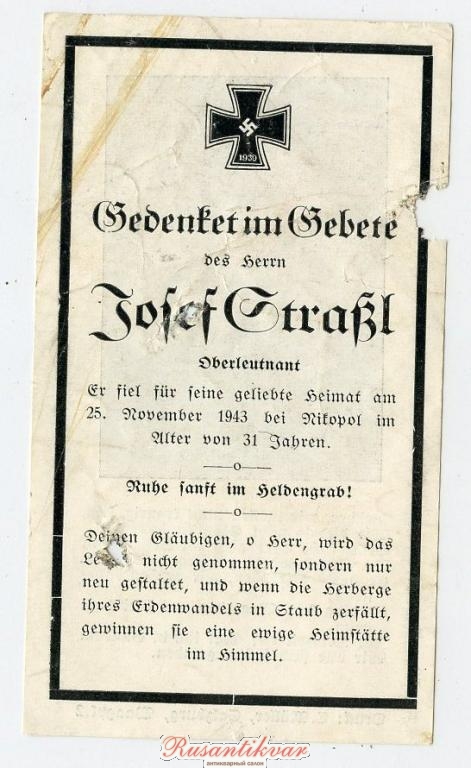 1939
Gedenket im Gebete
des Herrn
Josef Straßl
Oberleutnant
Er fiel für seine geliebte Heimat am
25. November 1943 bei Nikopol im
Alter von 31 Jahren.
Ruhe sanft im Heldengrab!
Deinen Gläubigen, o Herr, wird das
nicht genommen, sondern nur
neu gestaltet, und wenn die Herberge
ihres Erdenwandels in Staub zerfällt,
gewinnen sie eine ewige Heimstätte
im Himmel.
Rusantikvar
антикварный салон